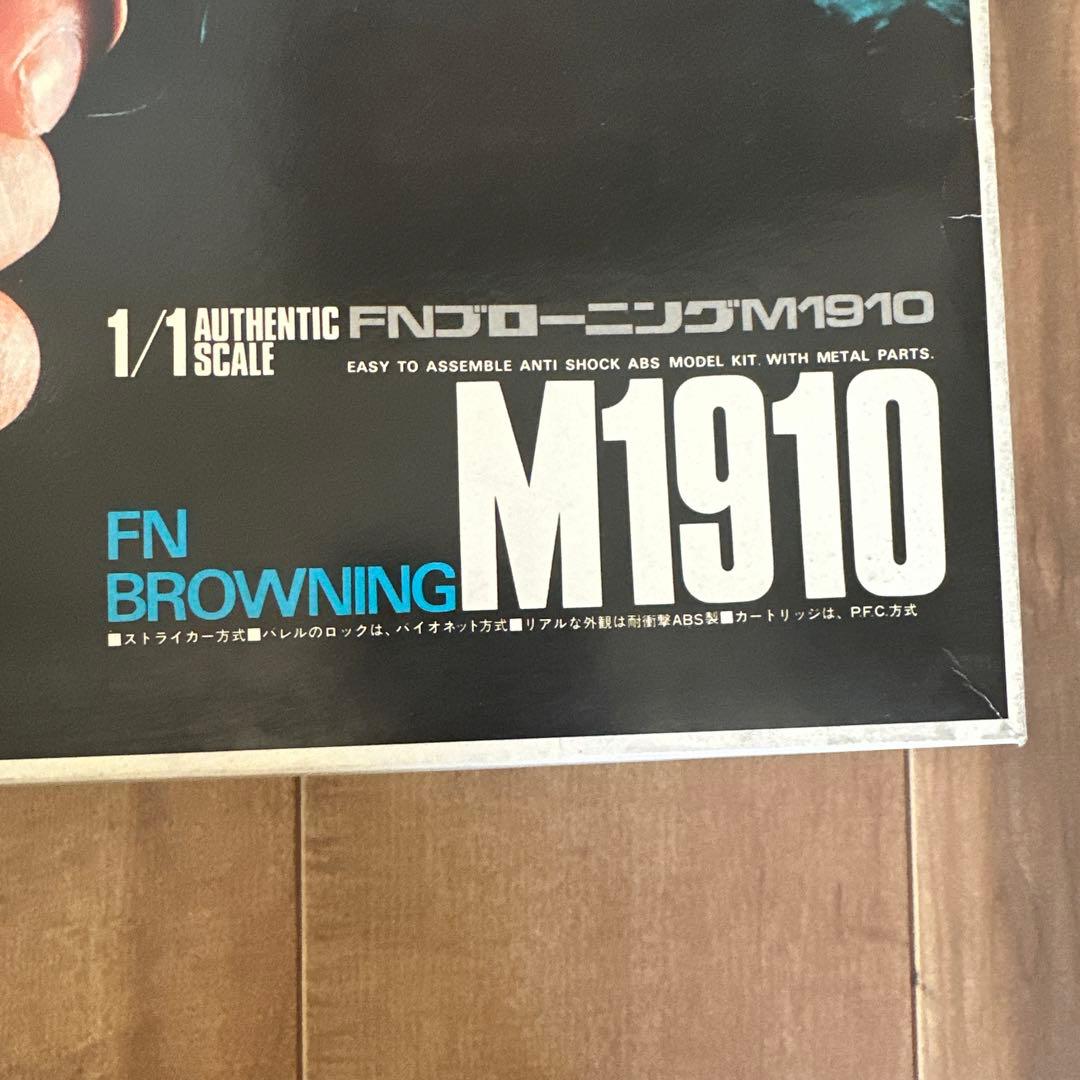 1/1 AUTHENTIC SCALE FNブローニングM1910
EASY TO ASSEMBLE ANTI SHOCK ABS MODEL KIT. WITH METAL PARTS.
FN BROWNING M1910
■ストライカー方式■バレルのロックは、バイオネット方式■リアルな外観は耐衝撃ABS製■カートリッジは、P.F.C.方式